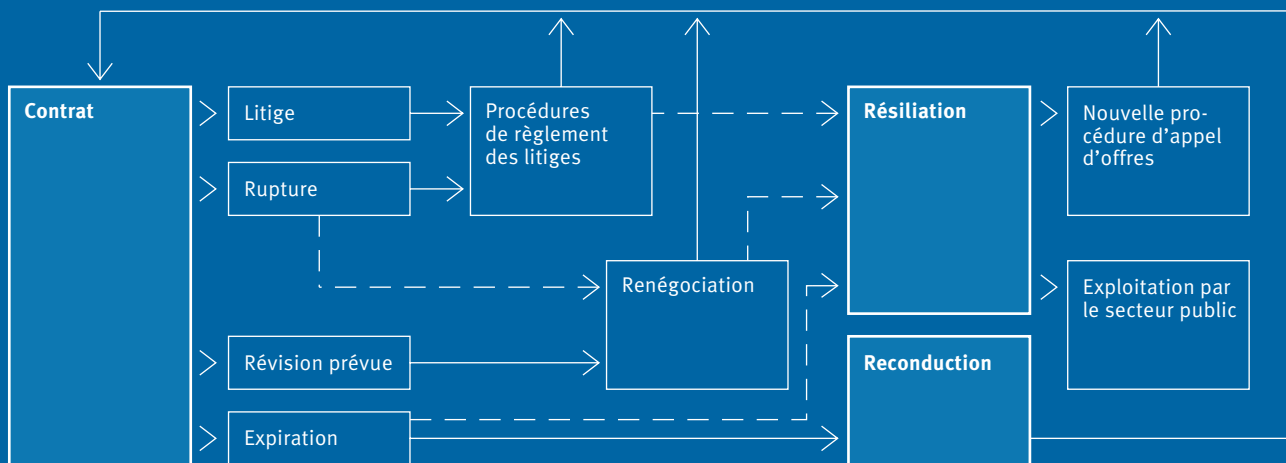 Contrat
Litige
Rupture
Révision prévue
Expiration
Procédures
de règlement
des litiges
Renégociation
Résiliation
Reconduction
Nouvelle pro-
cédure d’appel
d’offres
Exploitation par
le secteur public